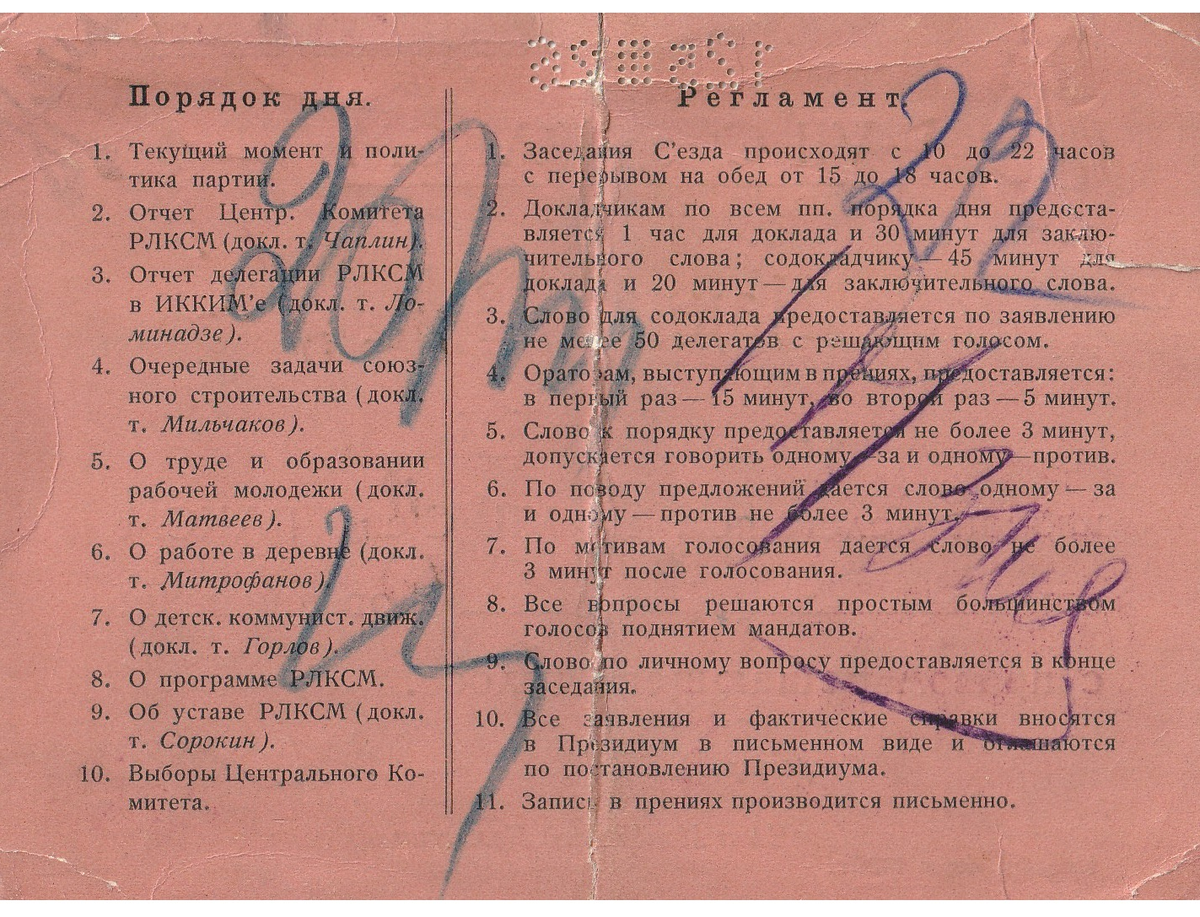 Порядок дня.
1. Текущий момент и поли-
тика партии.
2. Отчет Центр. Комитета
РЛКСМ (докл. т. Чаплин).
3. Отчет делегации РЛКСМ
в ИККИМ'е (докл. т. Ло-
минадзе).
4. Очередные задачи союз-
ного строительства (докл.
т. Мильчаков).
5. О труде и образовании
рабочей молодежи (докл.
т. Матвеев).
6. О работе в деревне (докл.
т. Митрофанов).
7. О детск. коммунист. движ.
(докл. т. Горлов).
8. О программе РЛКСМ.
9. Об уставе РЛКСМ (докл.
т. Сорокин).
10. Выборы Центрального Ко-
митета.
Регламент.
1. Заседания С'езда происходят с 10 до 22 часов
с перерывом на обед от 15 до 18 часов.
2. Докладчикам по всем пп. порядка дня предоста-
вляется 1 час для доклада и 30 минут для заклю-
чительного слова; содокладчику — 45 минут для
доклада и 20 минут — для заключительного слова.
3. Слово для содоклада предоставляется по заявлению
не менее 50 делегатов с решающим голосом.
4. Ораторам, выступающим в прениях, предоставляется:
в первый раз — 15 минут, во второй раз — 5 минут.
5. Слово к порядку предоставляется не более 3 минут,
допускается говорить одному — за и одному — против.
6. По поводу предложений дается слово одному — за
и одному — против не более 3 минут.
7. По мотивам голосования дается слово не более
3 минут после голосования.
8. Все вопросы решаются простым большинством
голосов поднятием мандатов.
9. Слово по личному вопросу предоставляется в конце
заседания.
10. Все заявления и фактические справки вносятся
в Президиум в письменном виде и оглашаются
по постановлению Президиума.
11. Запись в прениях производится письменно.